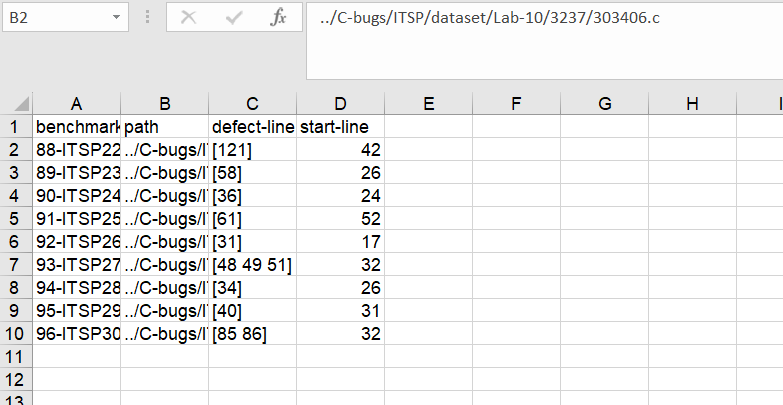 B2 fx ../C-bugs/ITSP/dataset/Lab-10/3237/303406.c
A B C D E F G H I
1 benchmark path defect-line start-line
2 88-ITSP22 ../C-bugs/I [121] 42
3 89-ITSP23 ../C-bugs/I [58] 26
4 90-ITSP24 ../C-bugs/I [36] 24
5 91-ITSP25 ../C-bugs/I [61] 52
6 92-ITSP26 ../C-bugs/I [31] 17
7 93-ITSP27 ../C-bugs/I [48 49 51] 32
8 94-ITSP28 ../C-bugs/I [34] 26
9 95-ITSP29 ../C-bugs/I [40] 31
10 96-ITSP30 ../C-bugs/I [85 86] 32
11
12
13